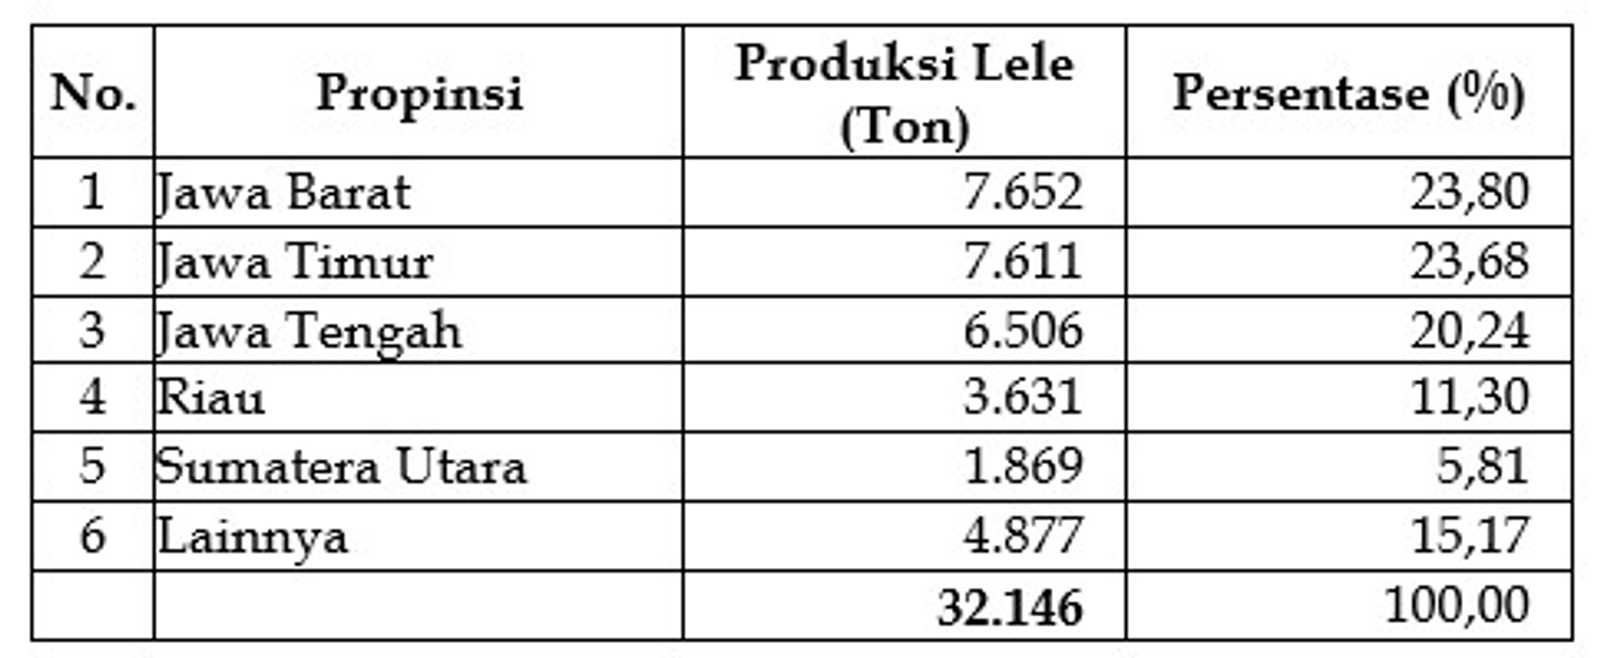 No. Propinsi Produksi Lele (Ton) Persentase (%)
1 Jawa Barat 7.652 23,80
2 Jawa Timur 7.611 23,68
3 Jawa Tengah 6.506 20,24
4 Riau 3.631 11,30
5 Sumatera Utara 1.869 5,81
6 Lainnya 4.877 15,17
32.146 100,00